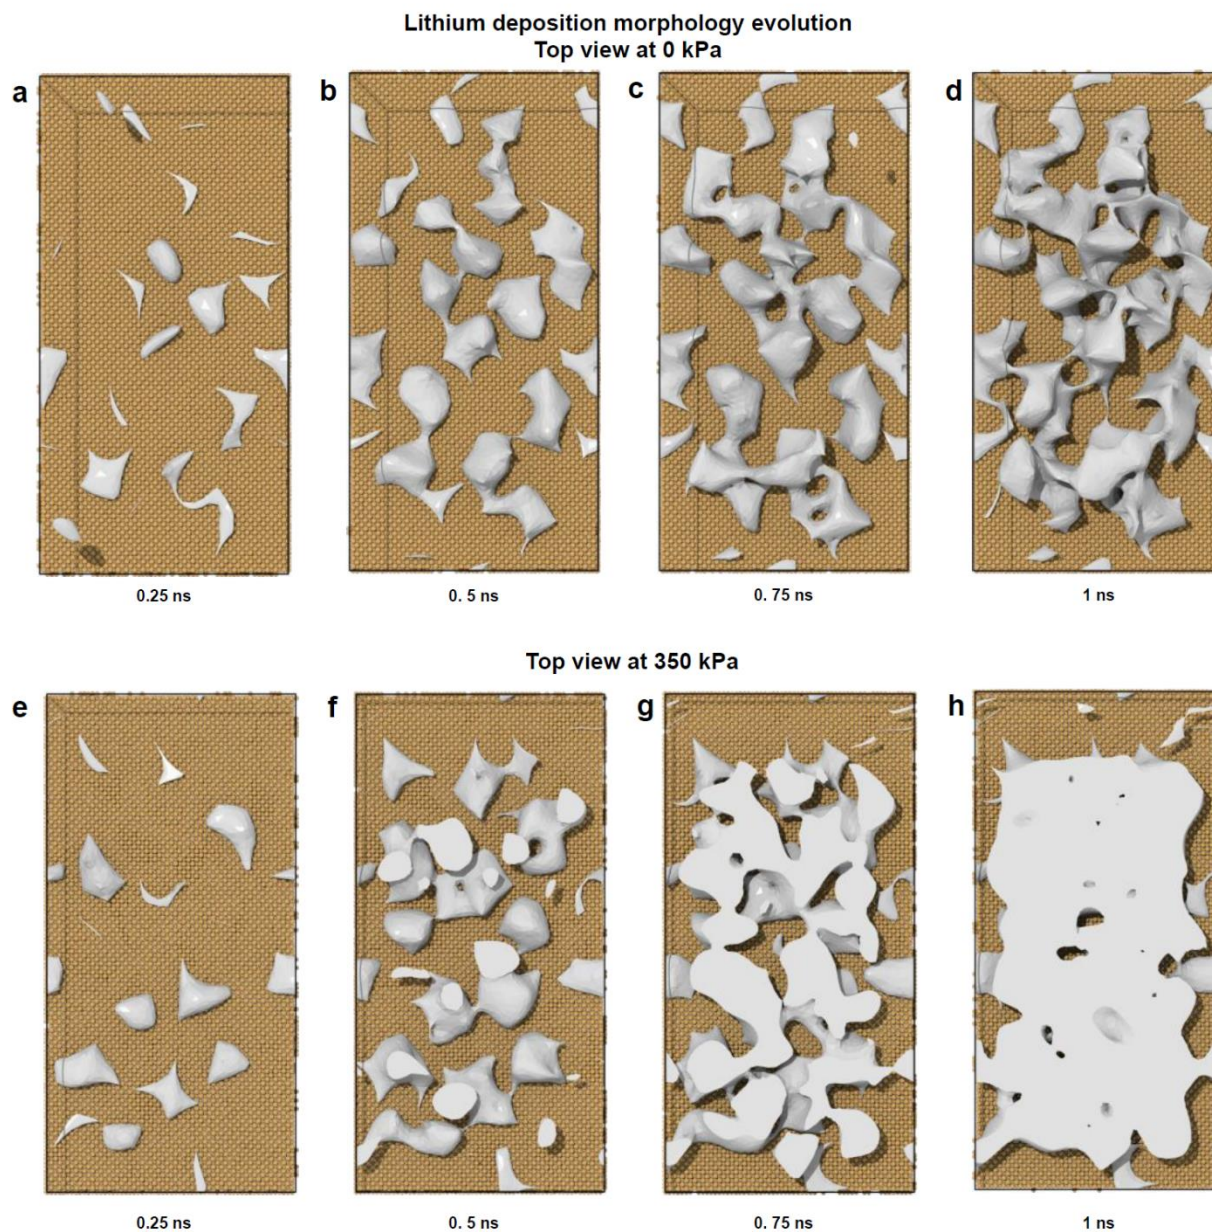 Lithium deposition morphology evolution
Top view at 0 kPa
a
b
c
d
0.25 ns
0. 5 ns
0. 75 ns
1 ns
Top view at 350 kPa
e
f
g
h
0.25 ns
0. 5 ns
0. 75 ns
1 ns